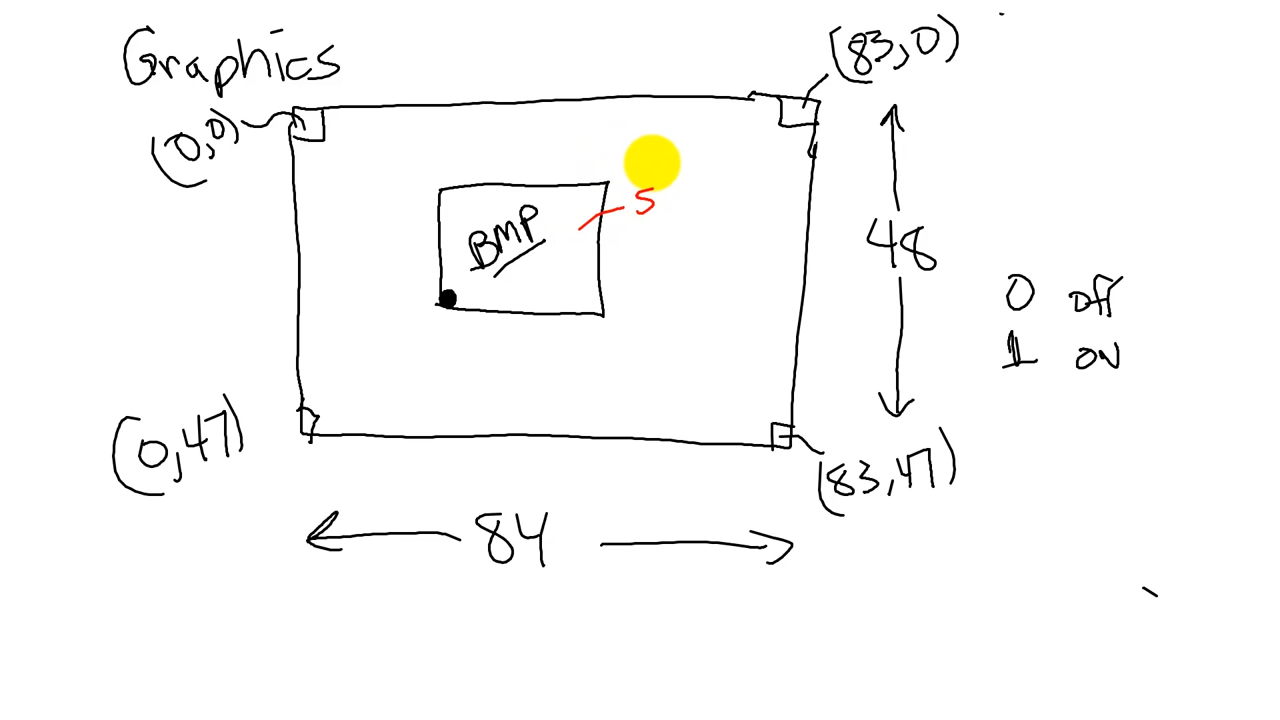 Graphics
(83,0)
(0,0)
S
BMP
48
0 off
1 on
(0,47)
(83,47)
84